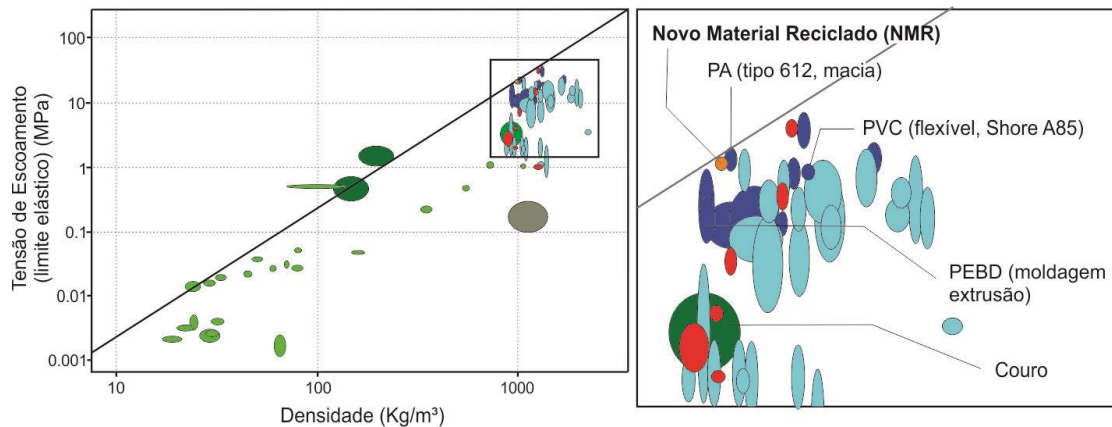 Tensão de Escoamento
(limite elástico) (MPa)
100
10
1
0.1
0.01
0.001
10
100
1000
Densidade (Kg/m³)
Novo Material Reciclado (NMR)
PA (tipo 612, macia)
PVC (flexível, Shore A85)
PEBD (moldagem
extrusão)
Couro